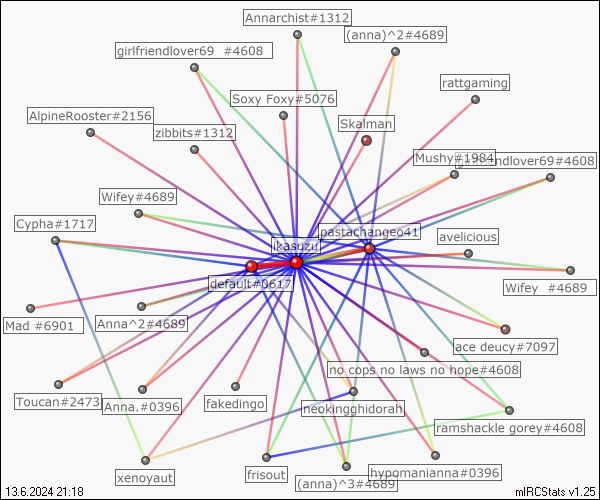 Annarchist#1312
(anna)^2#4689
girlfriendlover69 #4608
rattgaming
Soxy Foxy#5076
AlpineRooster#2156
zibbits#1312
Skalman
Mushy#1984
girlfriendlover69#4608
Wifey#4689
Cypha#1717
pastachangeo41
ikasuzu
avelicious
default#0617
Wifey #4689
Mad #6901
Anna^2#4689
ace deucy#7097
no cops no laws no hope#4608
Toucan#2473
Anna.#0396
fakedingo
neokingghidorah
ramshackle gorey#4608
xenoyaut
frisout
(anna)^3#4689
hypomanianna#0396
13.6.2024 21:18
mIRCStats v1.25